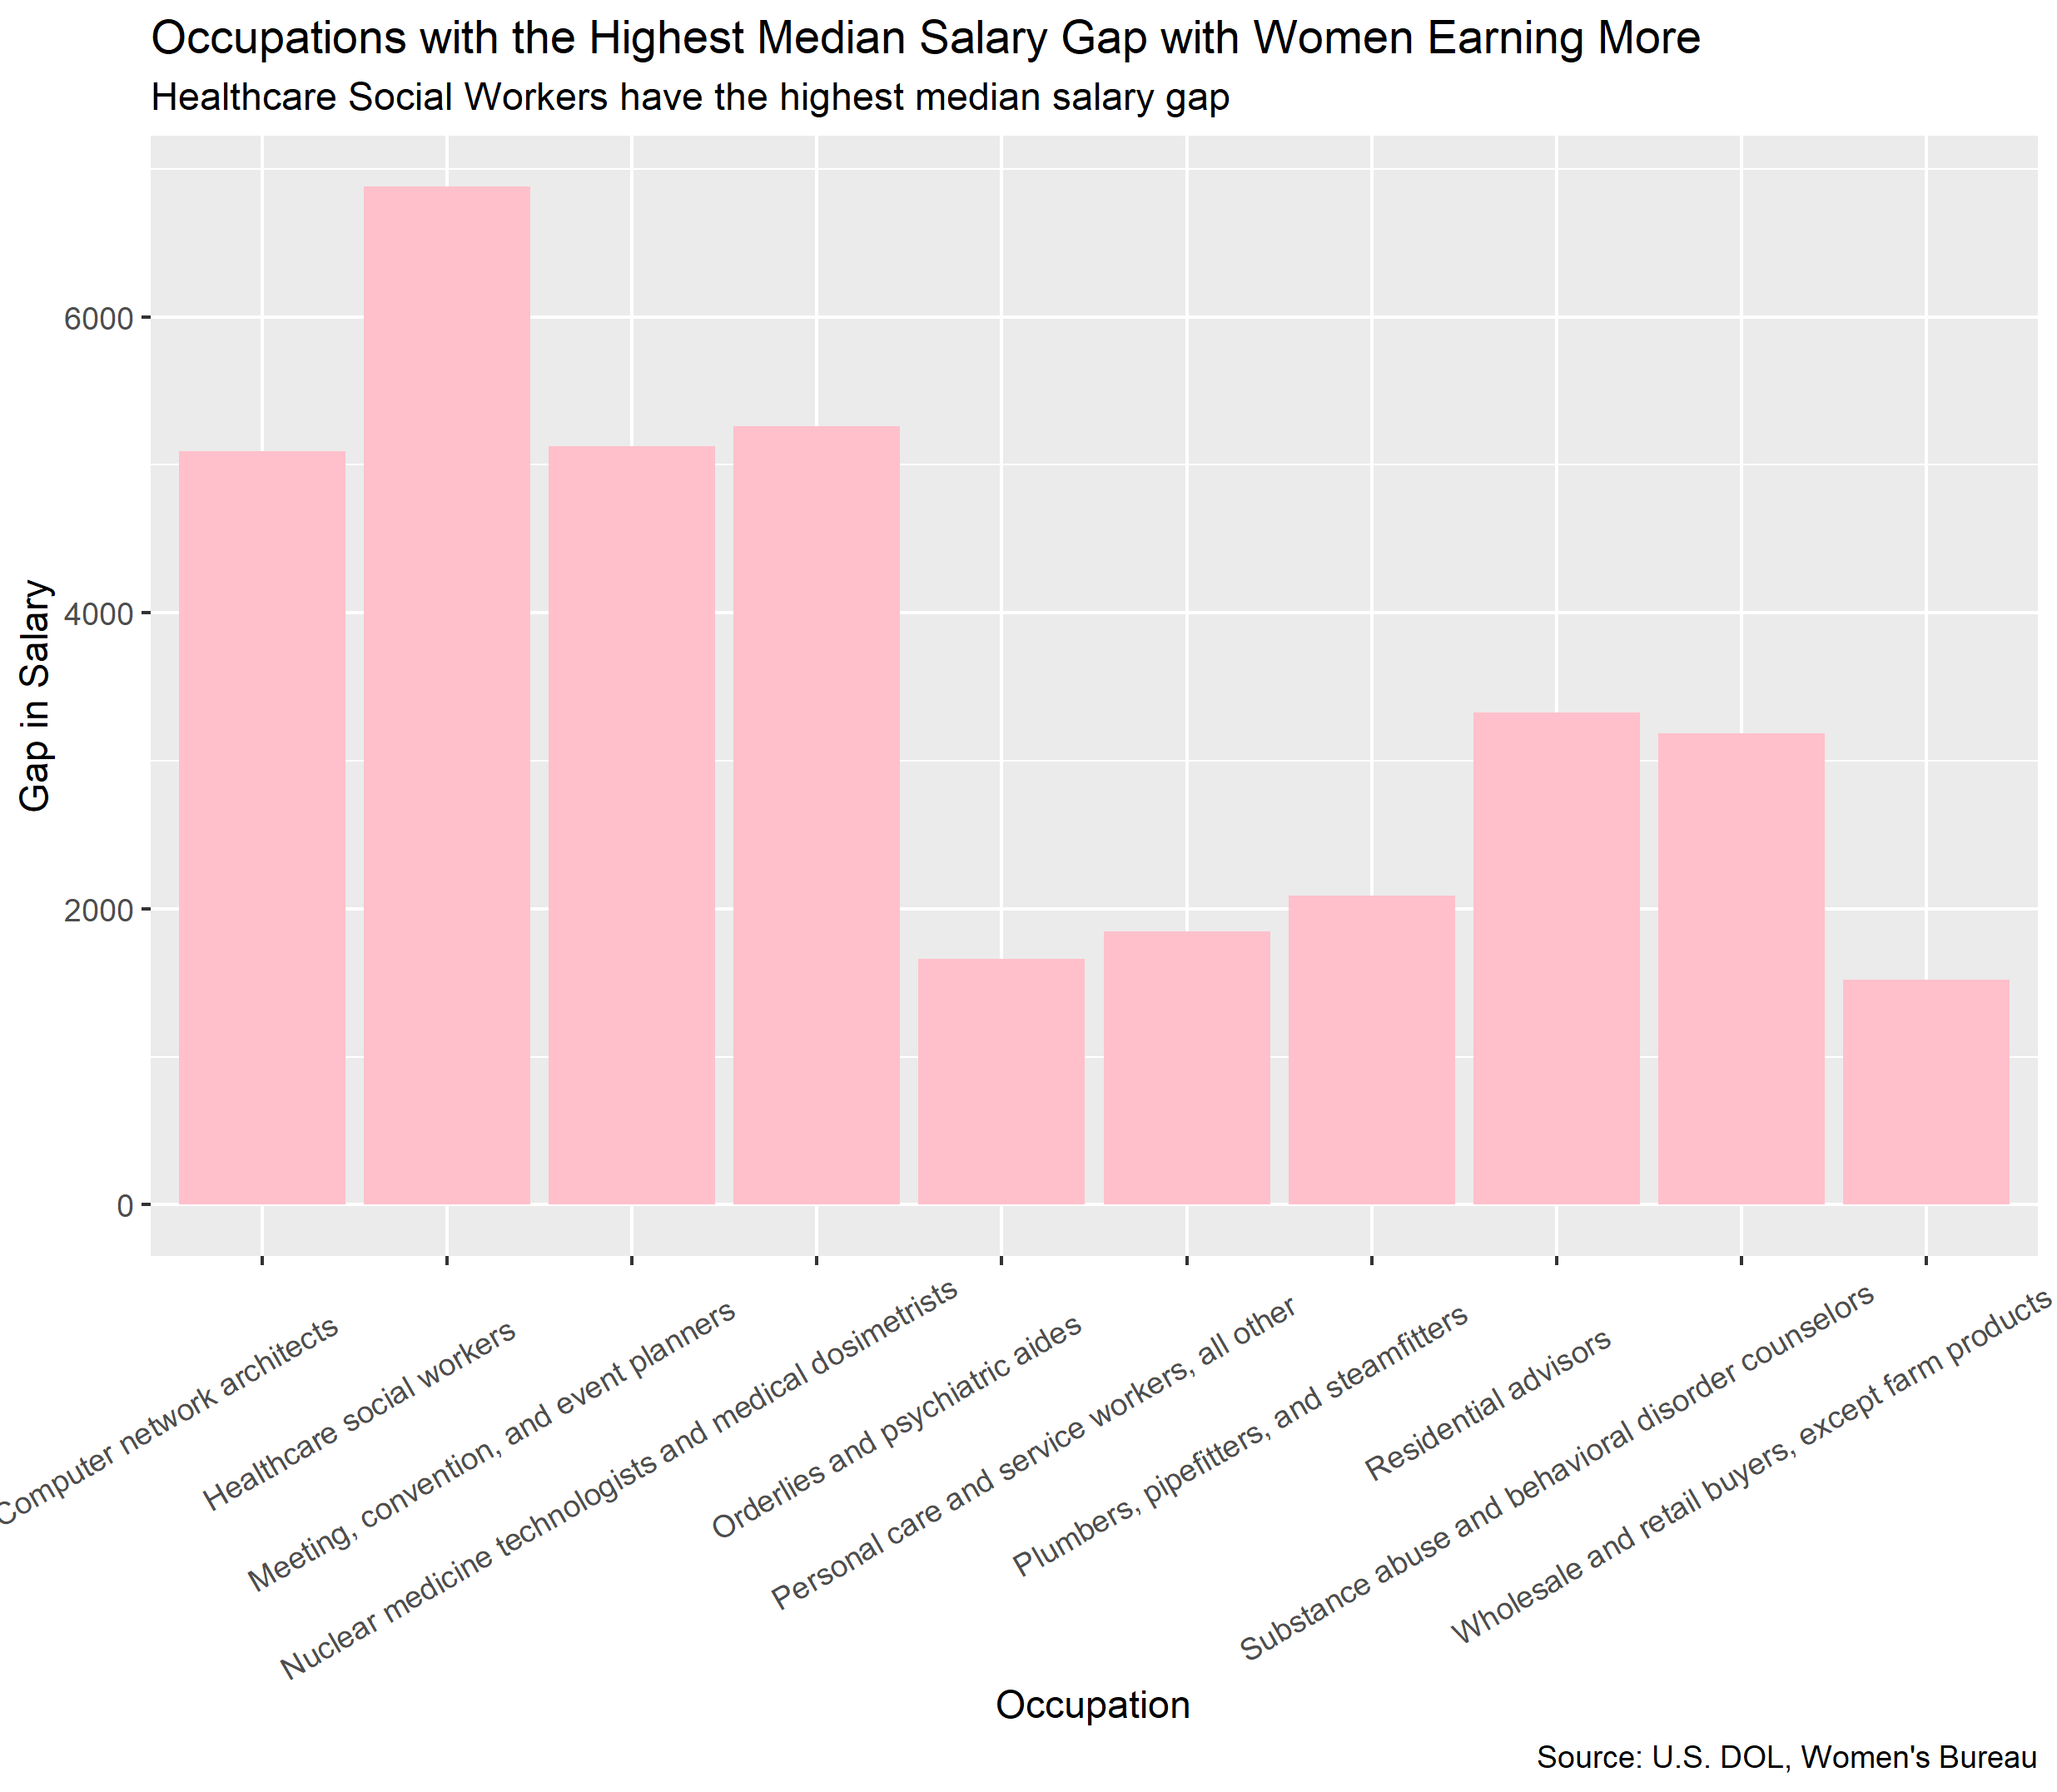 Occupations with the Highest Median Salary Gap with Women Earning More
Healthcare Social Workers have the highest median salary gap
Gap in Salary
6000
4000
2000
0
Computer network architects
Healthcare social workers
Meeting, convention, and event planners
Nuclear medicine technologists and medical dosimetrists
Orderlies and psychiatric aides
Personal care and service workers, all other
Plumbers, pipefitters, and steamfitters
Residential advisors
Substance abuse and behavioral disorder counselors
Wholesale and retail buyers, except farm products
Occupation
Source: U.S. DOL, Women's Bureau